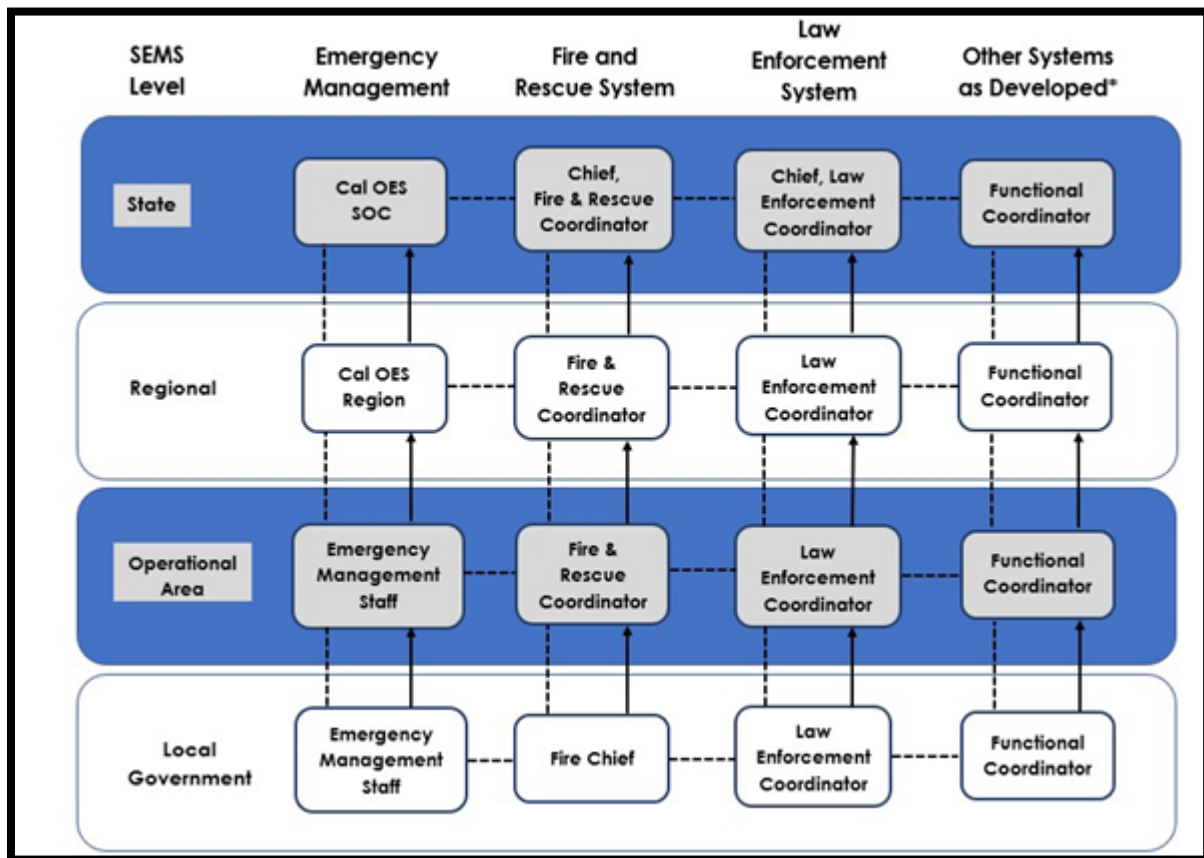 SEMS
Level
Emergency
Management
Fire and
Rescue System
Law
Enforcement
System
Other Systems
as Developed*
State
Cal OES
SOC
Chief,
Fire & Rescue
Coordinator
Chief, Law
Enforcement
Coordinator
Functional
Coordinator
Regional
Cal OES
Region
Fire &
Rescue
Coordinator
Law
Enforcement
Coordinator
Functional
Coordinator
Operational
Area
Emergency
Management
Staff
Fire &
Rescue
Coordinator
Law
Enforcement
Coordinator
Functional
Coordinator
Local
Government
Emergency
Management
Staff
Fire Chief
Law
Enforcement
Coordinator
Functional
Coordinator